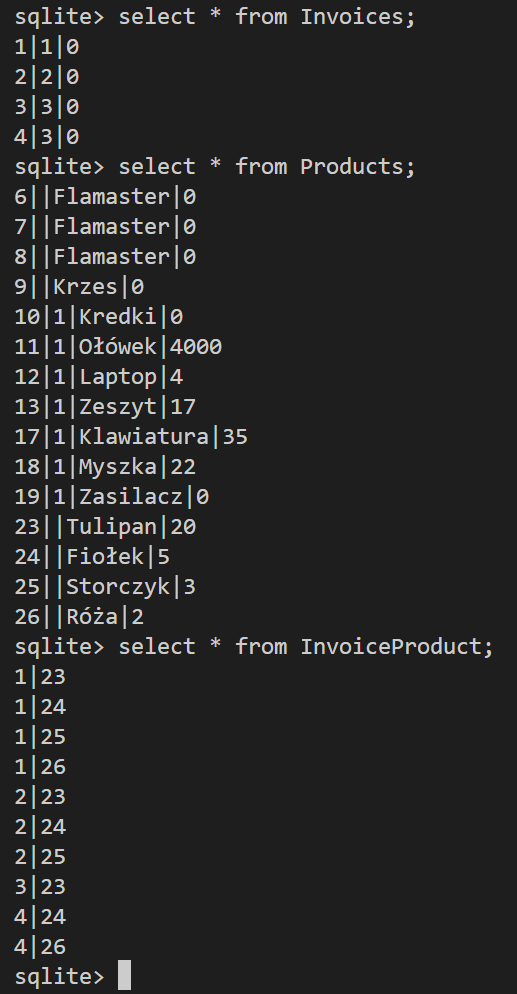 sqlite> select * from Invoices;
1|1|0
2|2|0
3|3|0
4|3|0
sqlite> select * from Products;
6||Flamaster|0
7||Flamaster|0
8||Flamaster|0
9||Krzes|0
10|1|Kredki|0
11|1|Ołówek|4000
12|1|Laptop|4
13|1|Zeszyt|17
17|1|Klawiatura|35
18|1|Myszka|22
19|1|Zasilacz|0
23||Tulipan|20
24||Fiołek|5
25||Storczyk|3
26||Róża|2
sqlite> select * from InvoiceProduct;
1|23
1|24
1|25
1|26
2|23
2|24
2|25
3|23
4|24
4|26
sqlite>